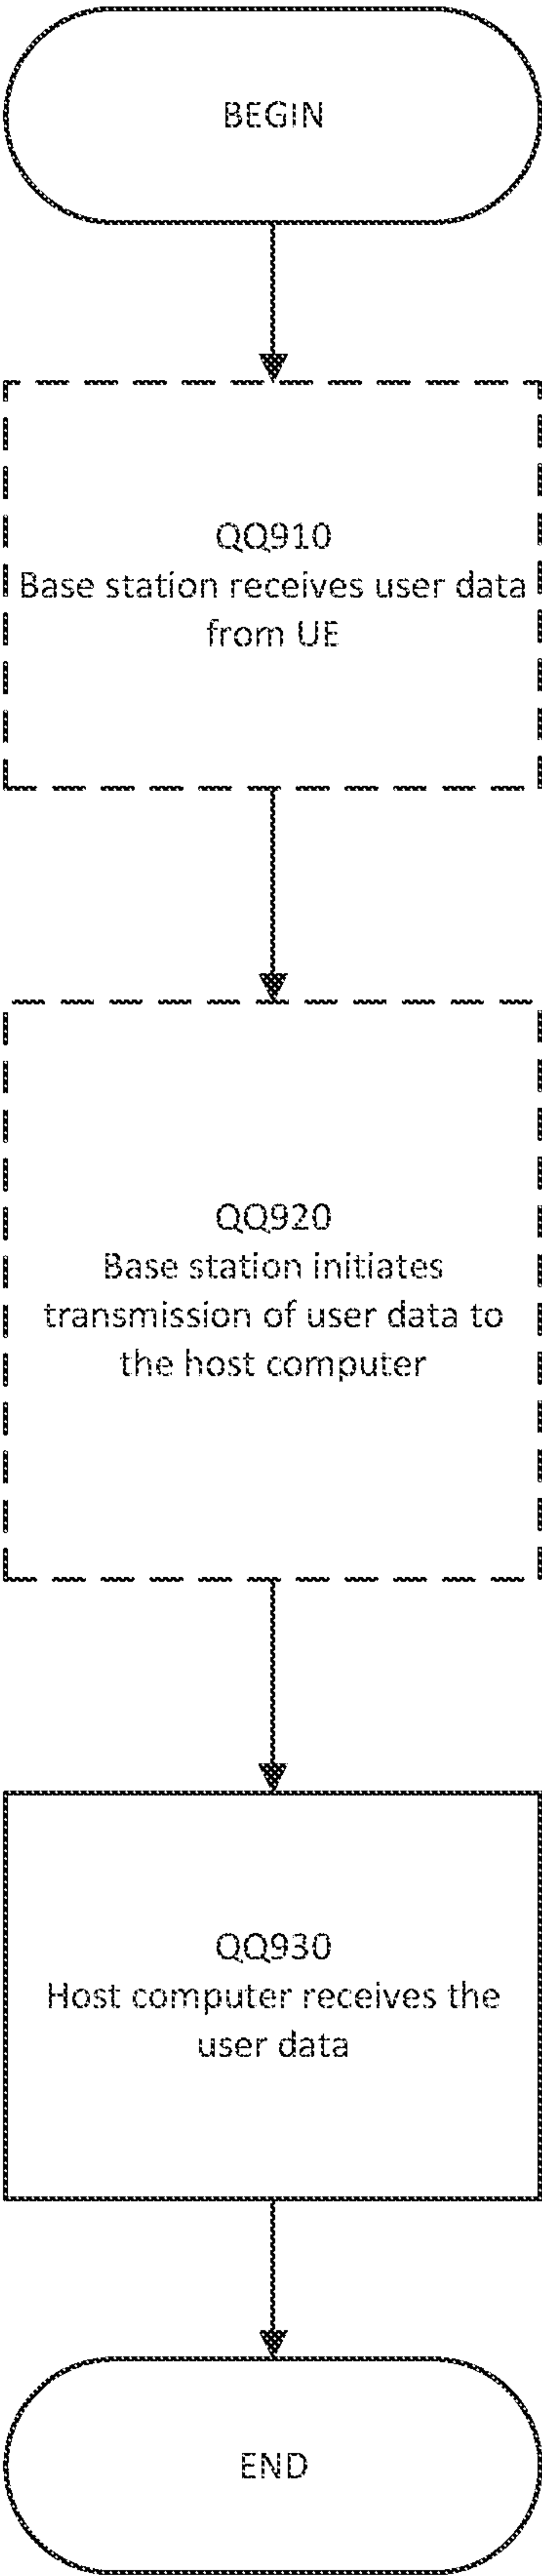 BEGIN
QQ910
Base station receives user data
from UE
QQ920
Base station initiates
transmission of user data to
the host computer
QQ930
Host computer receives the
user data
END